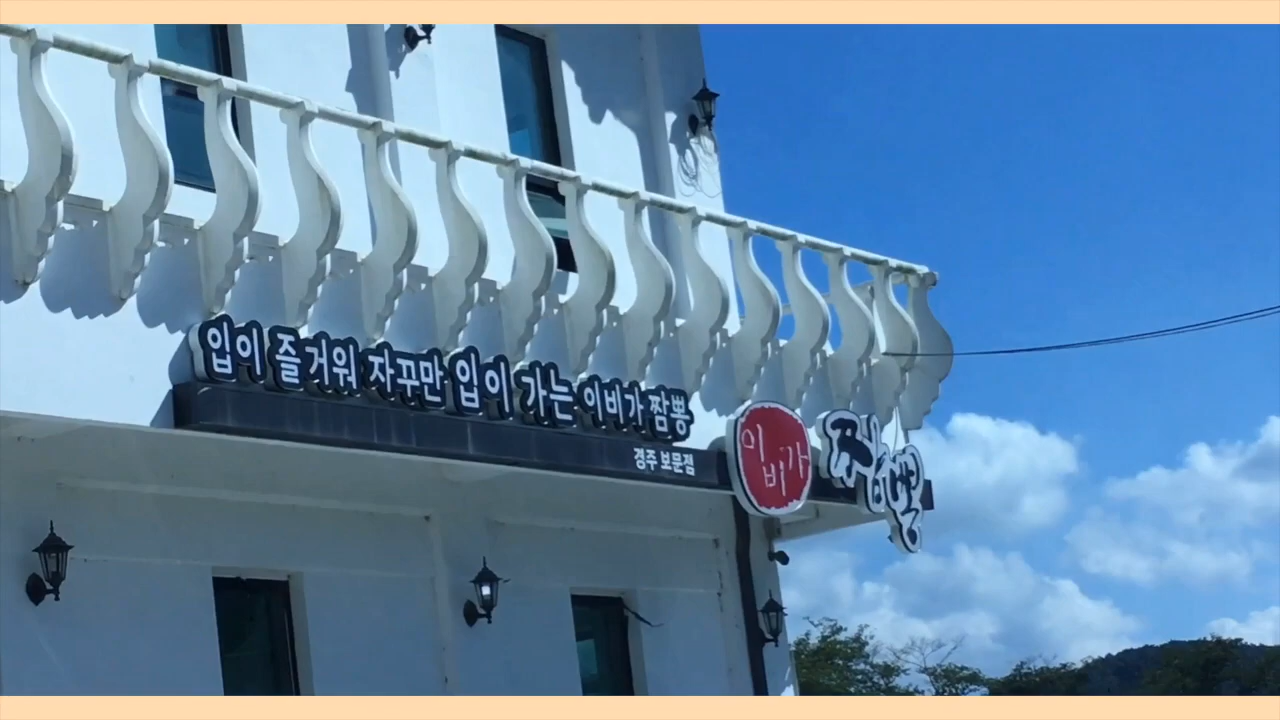 입이 즐거워 자꾸만 입이 가는 이비가 짬뽕
경주 보문점
이비가
짬뽕